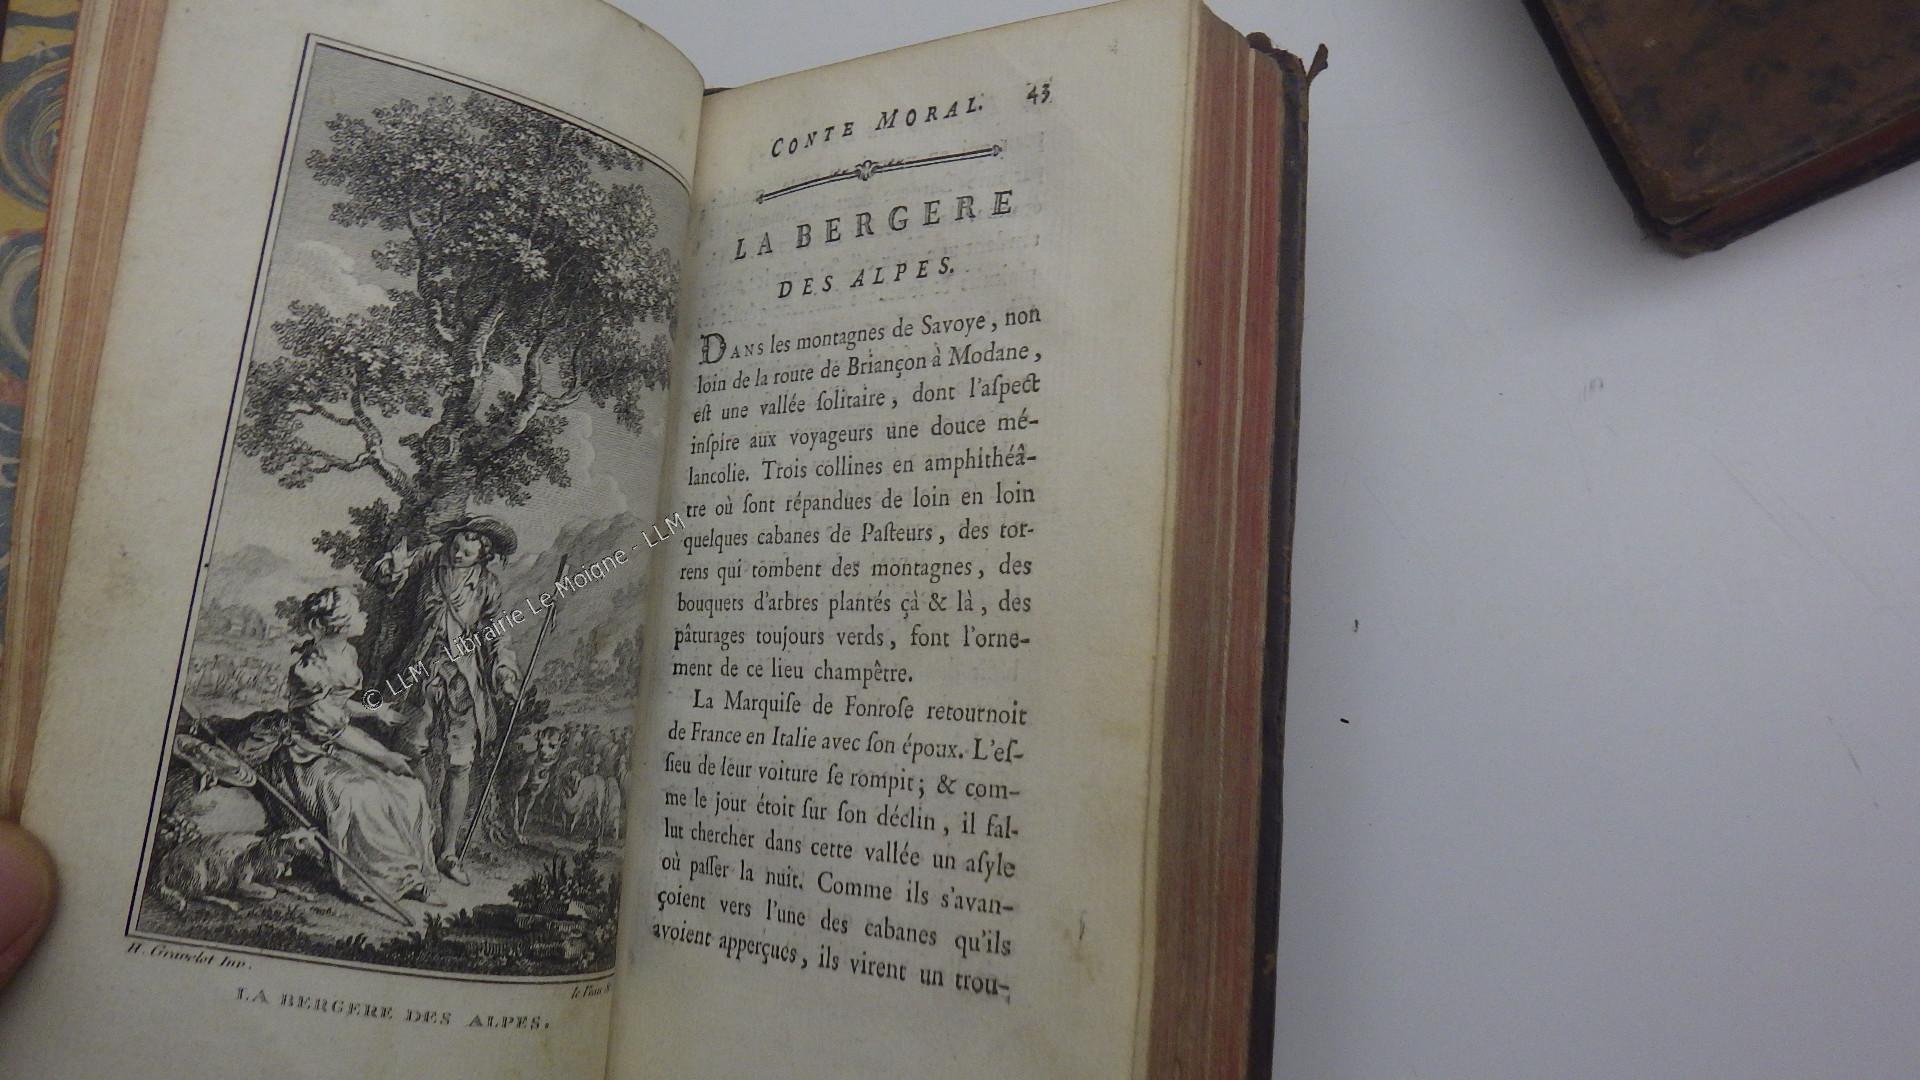 H. Gravelot Inv.
LA BERGERE DES ALPES.
© LLM - Librairie Le Moigne - LLM
CONTE MORAL. 43
LA BERGERE
DES ALPES.
DANS les montagnes de Savoye, non
loin de la route de Briançon à Modane,
eſt une vallée ſolitaire, dont l'aſpect
inſpire aux voyageurs une douce mé-
lancolie. Trois collines en amphithéâ-
tre où ſont répandues de loin en loin
quelques cabanes de Paſteurs, des tor-
rens qui tombent des montagnes, des
bouquets d'arbres plantés çà & là, des
pâturages toujours verds, font l'orne-
ment de ce lieu champêtre.
La Marquiſe de Fonroſe retournoit
de France en Italie avec ſon époux. L'eſ-
ſieu de leur voiture ſe rompit; & com-
me le jour étoit ſur ſon déclin, il fal-
lut chercher dans cette vallée un aſyle
où paſſer la nuit. Comme ils s'avan-
çoient vers l'une des cabanes qu'ils
avoient apperçues, ils virent un trou-